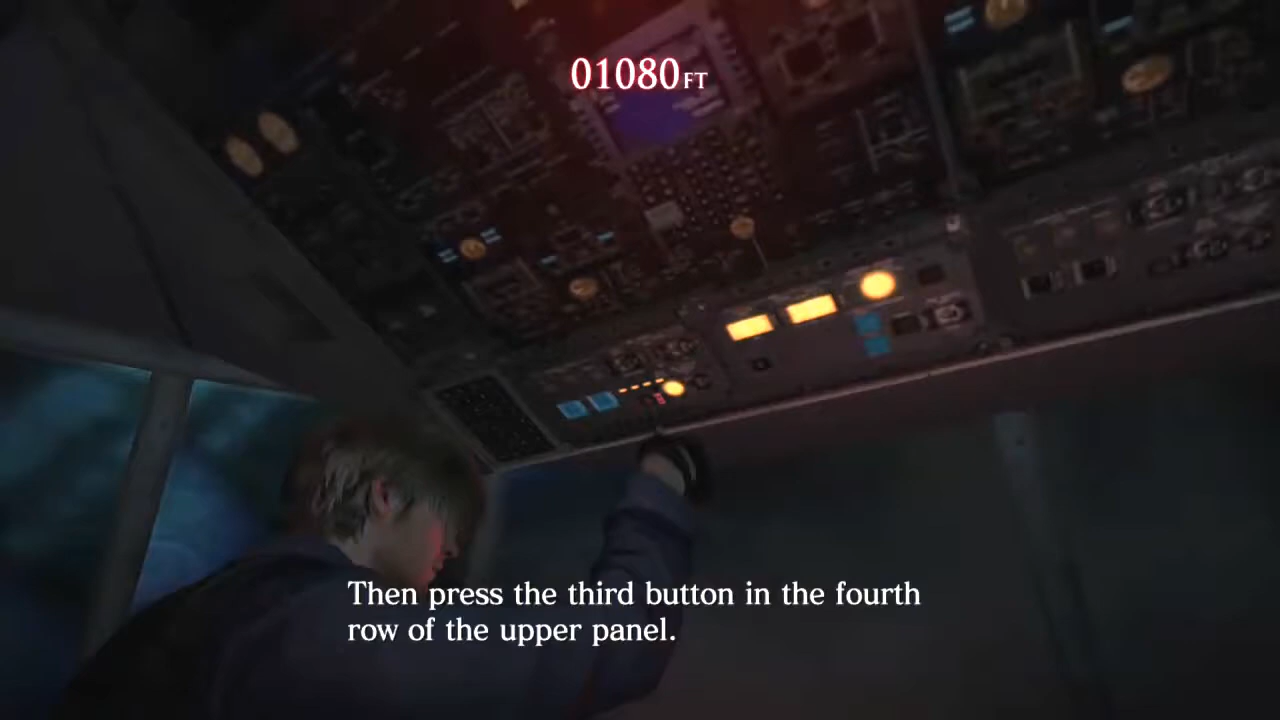 01080FT
Then press the third button in the fourth
row of the upper panel.